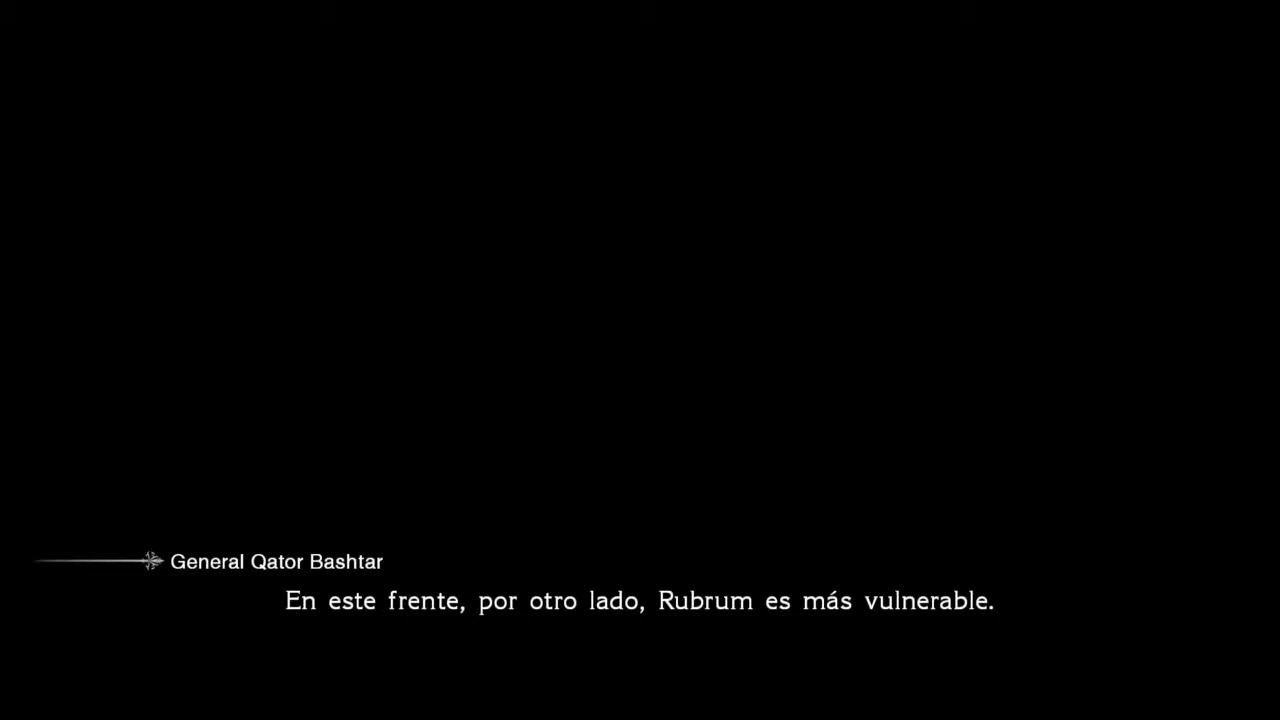 General Qator Bashtar
En este frente, por otro lado, Rubrum es más vulnerable.